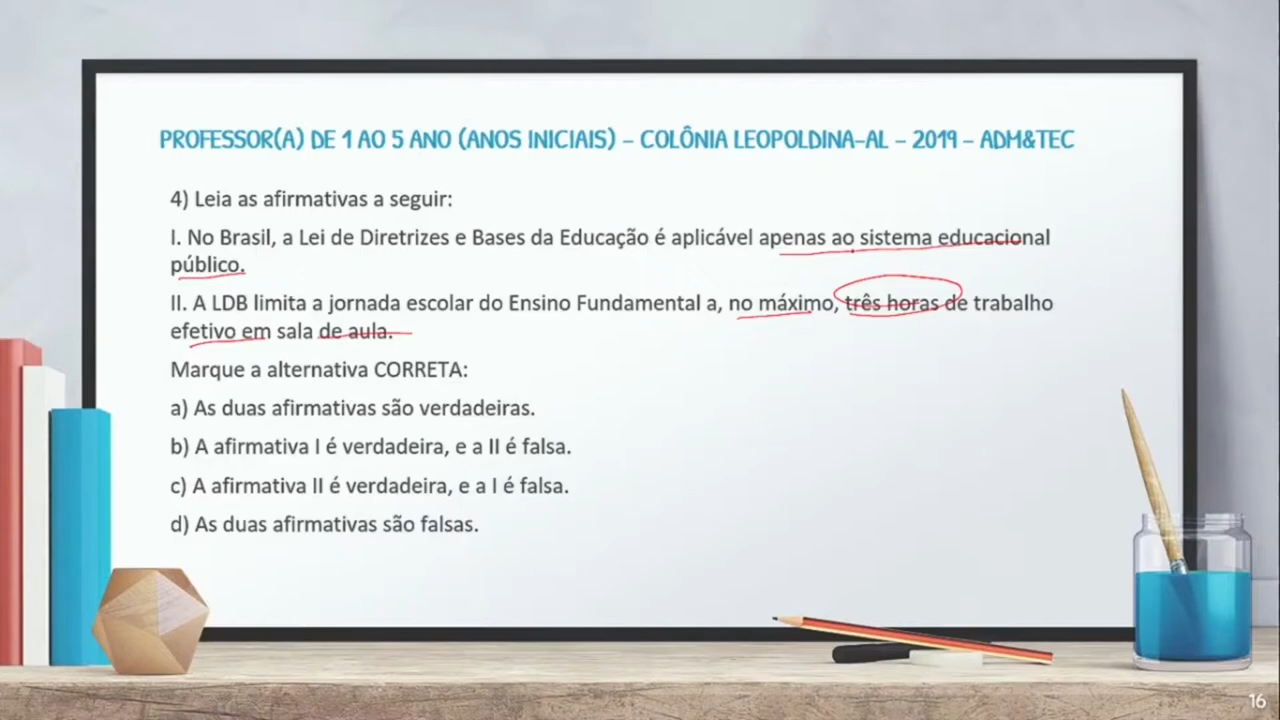 PROFESSOR(A) DE 1 AO 5 ANO (ANOS INICIAIS) – COLÔNIA LEOPOLDINA-AL – 2019 – ADM&TEC
4) Leia as afirmativas a seguir:
I. No Brasil, a Lei de Diretrizes e Bases da Educação é aplicável apenas ao sistema educacional
público.
II. A LDB limita a jornada escolar do Ensino Fundamental a, no máximo, três horas de trabalho
efetivo em sala de aula.
Marque a alternativa CORRETA:
a) As duas afirmativas são verdadeiras.
b) A afirmativa I é verdadeira, e a II é falsa.
c) A afirmativa II é verdadeira, e a I é falsa.
d) As duas afirmativas são falsas.
16